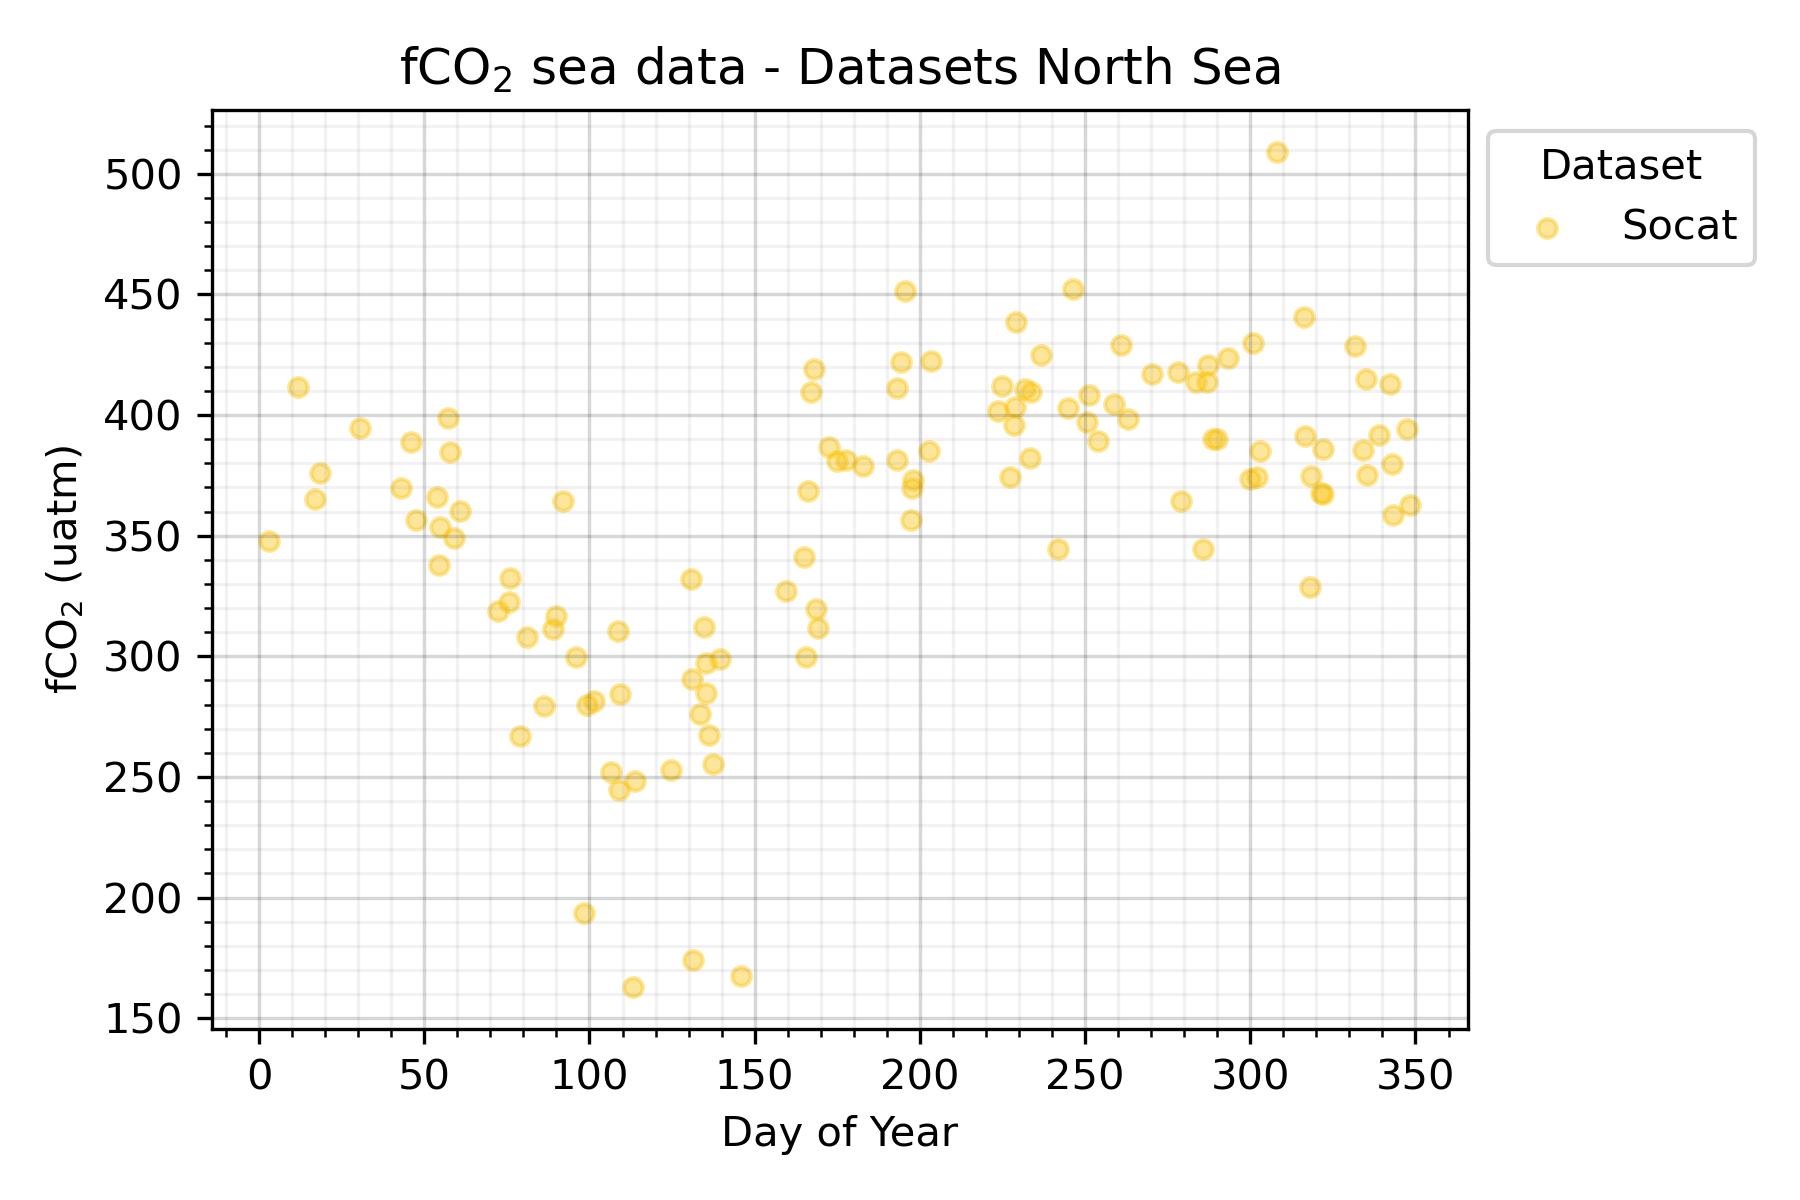 fCO₂ sea data - Datasets North Sea
Dataset
Socat
500
450
400
350
300
250
200
150
fCO₂ (uatm)
0 50 100 150 200 250 300 350
Day of Year